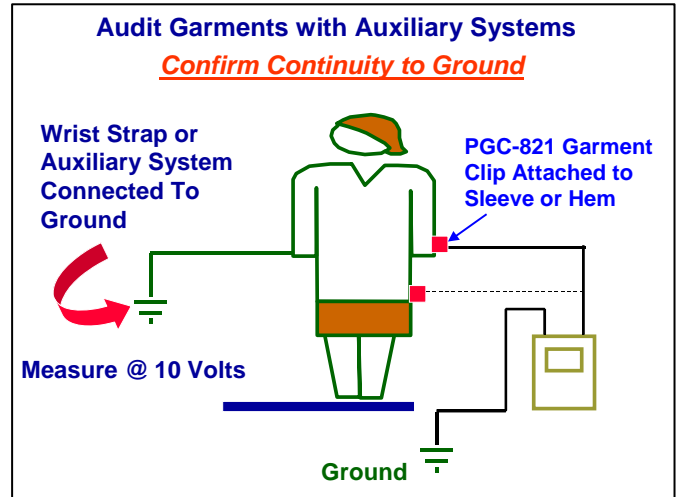 Audit Garments with Auxiliary Systems
Confirm Continuity to Ground
Wrist Strap or
Auxiliary System
Connected To
Ground
PGC-821 Garment
Clip Attached to
Sleeve or Hem
Measure @ 10 Volts
Ground